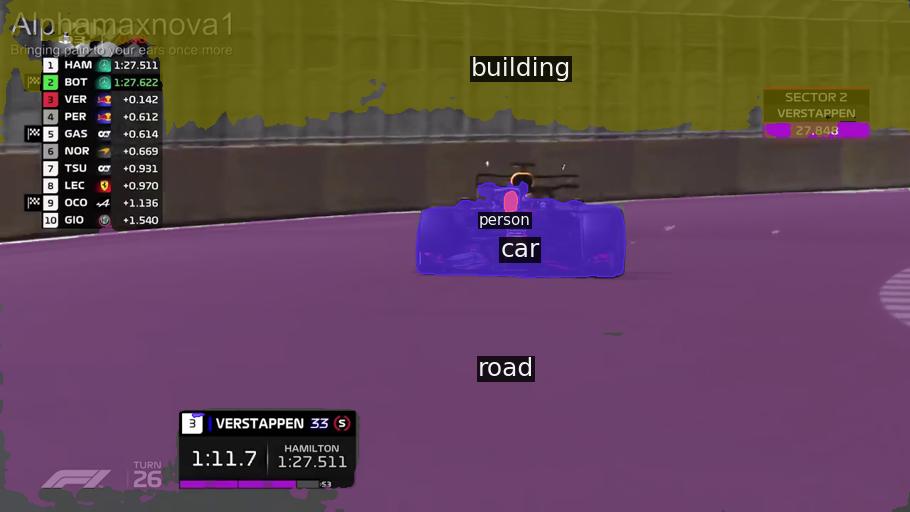 Alphamaxnova1
Bringing pain to your ears once more
1 HAM 1:27.511
2 BOT 1:27.622
3 VER +0.142
4 PER +0.612
5 GAS +0.614
6 NOR +0.669
7 TSU +0.931
8 LEC +0.970
9 OCO +1.136
10 GIO +1.540
building
SECTOR 2
VERSTAPPEN
27.848
person
car
road
3 VERSTAPPEN 33 S
1:11.7
HAMILTON
1:27.511
S3
F1
TURN
26